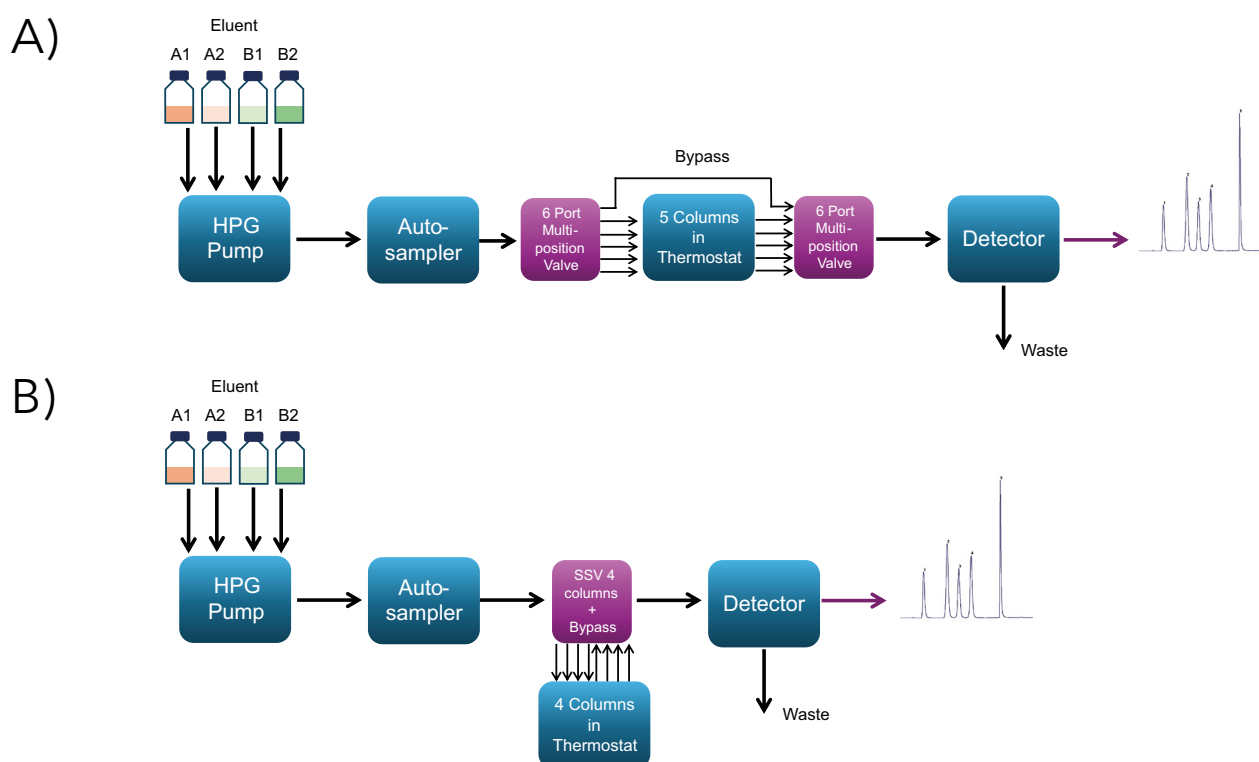 A)
Eluent
A1 A2 B1 B2
HPG
Pump
Auto-
sampler
6 Port
Multi-
position
Valve
Bypass
5 Columns
in
Thermostat
6 Port
Multi-
position
Valve
Detector
Waste
B)
Eluent
A1 A2 B1 B2
HPG
Pump
Auto-
sampler
SSV 4
columns
+
Bypass
4 Columns
in
Thermostat
Detector
Waste